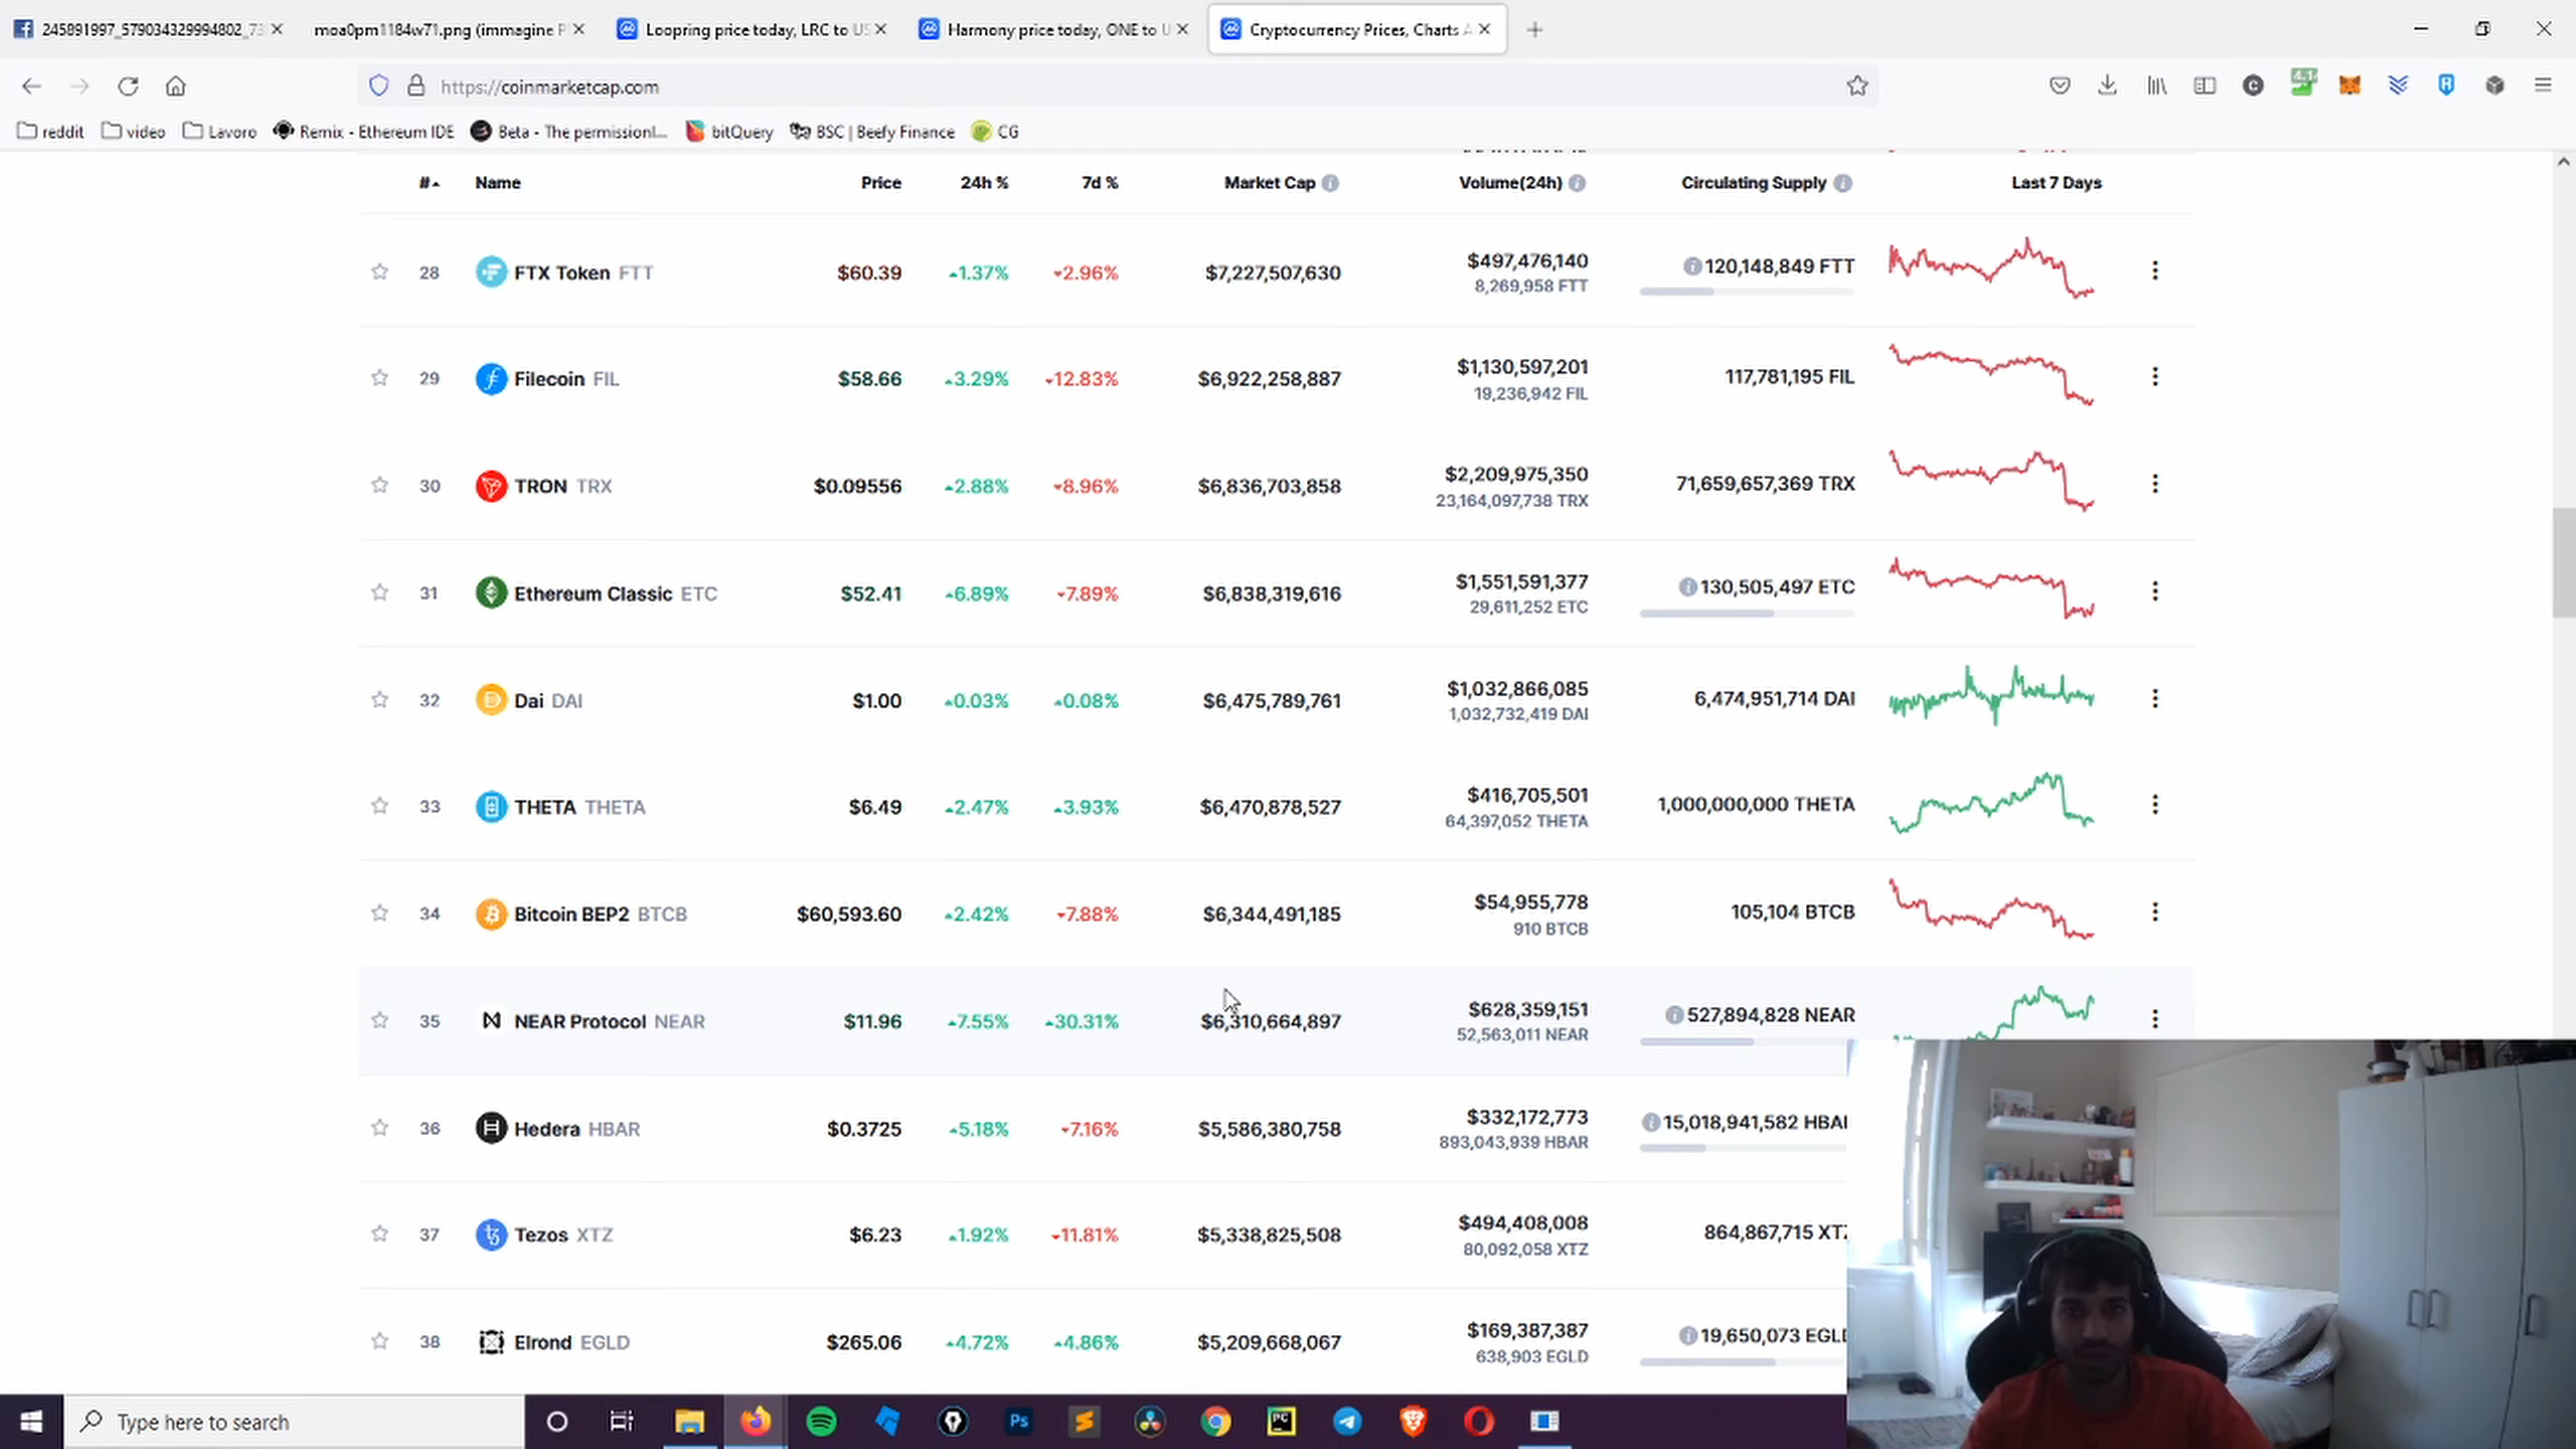 245891997_579034329994802_73
moa0pm1184w71.png (immagine P
Loopring price today, LRC to US
Harmony price today, ONE to U
Cryptocurrency Prices, Charts A
https://coinmarketcap.com
4.14
reddit video Lavoro Remix - Ethereum IDE Beta - The permissionl... bitQuery BSC | Beefy Finance CG
# Name Price 24h % 7d % Market Cap Volume(24h) Circulating Supply Last 7 Days
28 FTX Token FTT $60.39 1.37% 2.96% $7,227,507,630 $497,476,140 120,148,849 FTT
8,269,958 FTT
29 Filecoin FIL $58.66 3.29% 12.83% $6,922,258,887 $1,130,597,201 117,781,195 FIL
19,236,942 FIL
30 TRON TRX $0.09556 2.88% 8.96% $6,836,703,858 $2,209,975,350 71,659,657,369 TRX
23,164,097,738 TRX
31 Ethereum Classic ETC $52.41 6.89% 7.89% $6,838,319,616 $1,551,591,377 130,505,497 ETC
29,611,252 ETC
32 Dai DAI $1.00 0.03% 0.08% $6,475,789,761 $1,032,866,085 6,474,951,714 DAI
1,032,732,419 DAI
33 THETA THETA $6.49 2.47% 3.93% $6,470,878,527 $416,705,501 1,000,000,000 THETA
64,397,052 THETA
34 Bitcoin BEP2 BTCB $60,593.60 2.42% 7.88% $6,344,491,185 $54,955,778 105,104 BTCB
910 BTCB
35 NEAR Protocol NEAR $11.96 7.55% 30.31% $6,310,664,897 $628,359,151 527,894,828 NEAR
52,563,011 NEAR
36 Hedera HBAR $0.3725 5.18% 7.16% $5,586,380,758 $332,172,773 15,018,941,582 HBAI
893,043,939 HBAR
37 Tezos XTZ $6.23 1.92% 11.81% $5,338,825,508 $494,408,008 864,867,715 XTZ
80,092,058 XTZ
38 Elrond EGLD $265.06 4.72% 4.86% $5,209,668,067 $169,387,387 19,650,073 EGLD
638,903 EGLD
Type here to search
Ps
PC